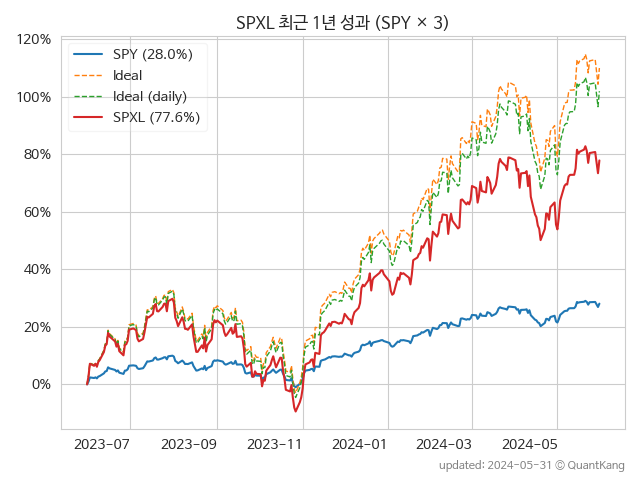 SPXL 최근 1년 성과 (SPY × 3)
SPY (28.0%)
Ideal
Ideal (daily)
SPXL (77.6%)
120%
100%
80%
60%
40%
20%
0%
2023-07 2023-09 2023-11 2024-01 2024-03 2024-05
updated: 2024-05-31 © QuantKang